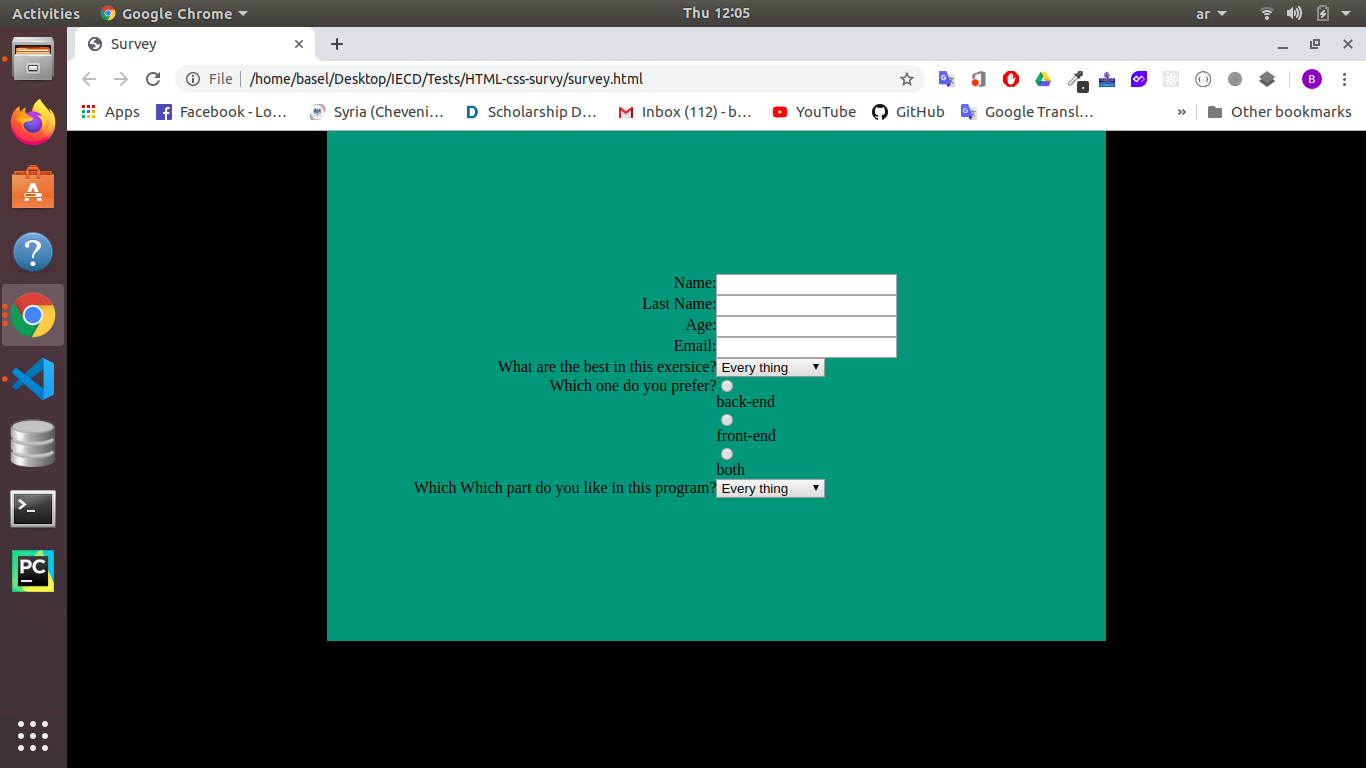 Activities Google Chrome Thu 12:05 ar
Survey
File /home/basel/Desktop/IECD/Tests/HTML-css-survy/survey.html B
Apps Facebook - Lo… Syria (Cheveni… D Scholarship D… Inbox (112) - b… YouTube GitHub Google Transl… » Other bookmarks
Name:
Last Name:
Age:
Email:
What are the best in this exersice? Every thing
Which one do you prefer?
back-end
front-end
both
Which Which part do you like in this program? Every thing
PC